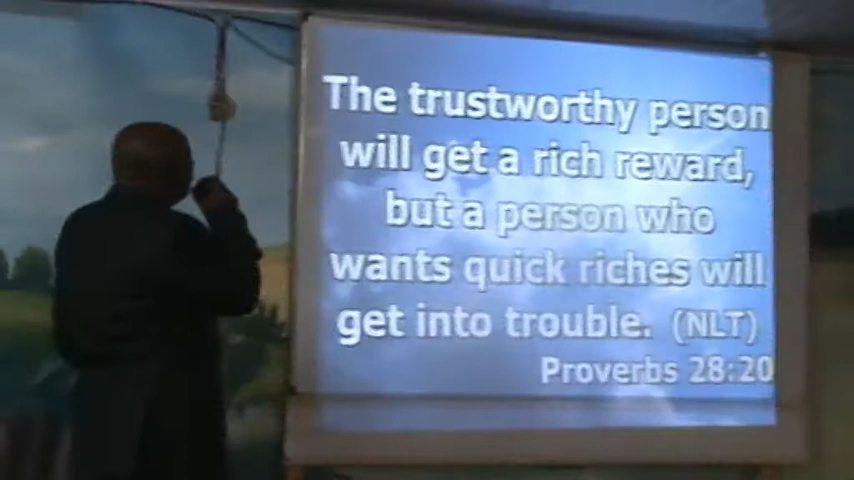 The trustworthy person
will get a rich reward,
but a person who
wants quick riches will
get into trouble. (NLT)
Proverbs 28:20